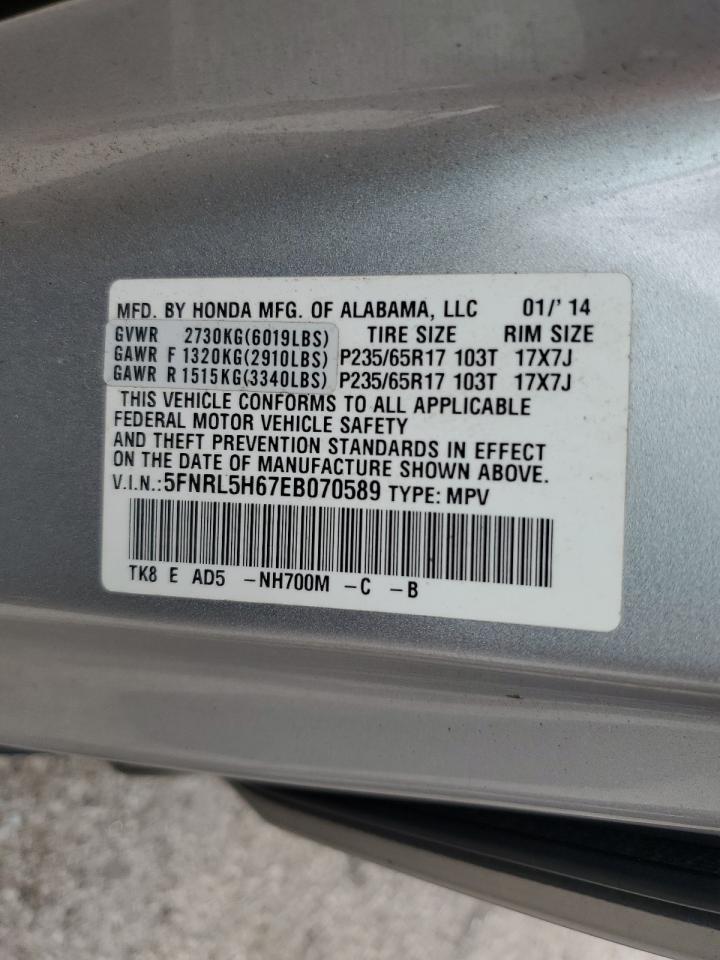 MFD. BY HONDA MFG. OF ALABAMA, LLC 01/'14
GVWR 2730KG(6019LBS) TIRE SIZE RIM SIZE
GAWR F 1320KG(2910LBS) P235/65R17 103T 17X7J
GAWR R 1515KG(3340LBS) P235/65R17 103T 17X7J
THIS VEHICLE CONFORMS TO ALL APPLICABLE
FEDERAL MOTOR VEHICLE SAFETY
AND THEFT PREVENTION STANDARDS IN EFFECT
ON THE DATE OF MANUFACTURE SHOWN ABOVE.
V.I.N.:5FNRL5H67EB070589 TYPE: MPV
TK8 E AD5 -NH700M -C -B